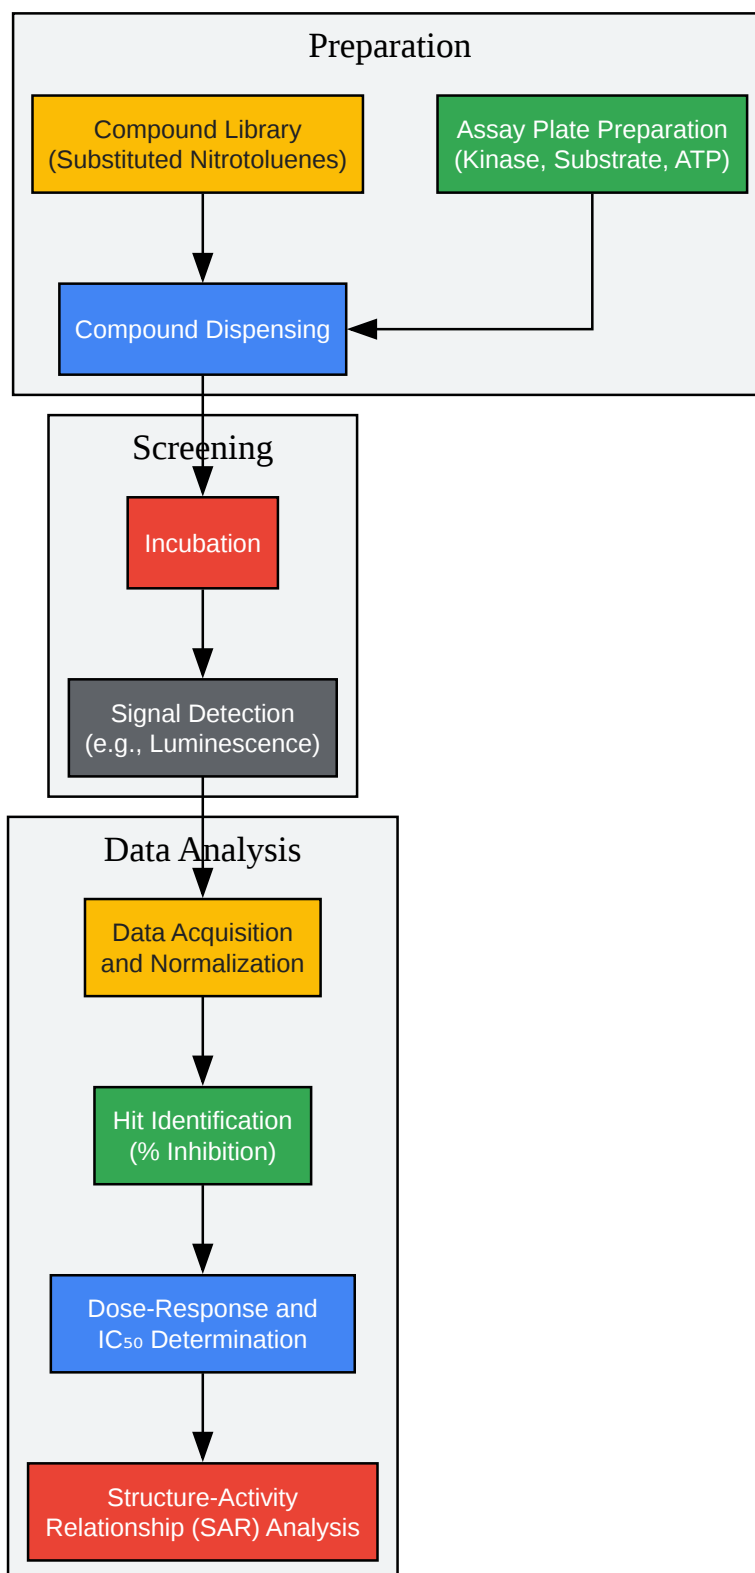 Preparation
Compound Library
(Substituted Nitrotoluenes)
Assay Plate Preparation
(Kinase, Substrate, ATP)
Compound Dispensing
Screening
Incubation
Signal Detection
(e.g., Luminescence)
Data Analysis
Data Acquisition
and Normalization
Hit Identification
(% Inhibition)
Dose-Response and
IC₅₀ Determination
Structure-Activity
Relationship (SAR) Analysis